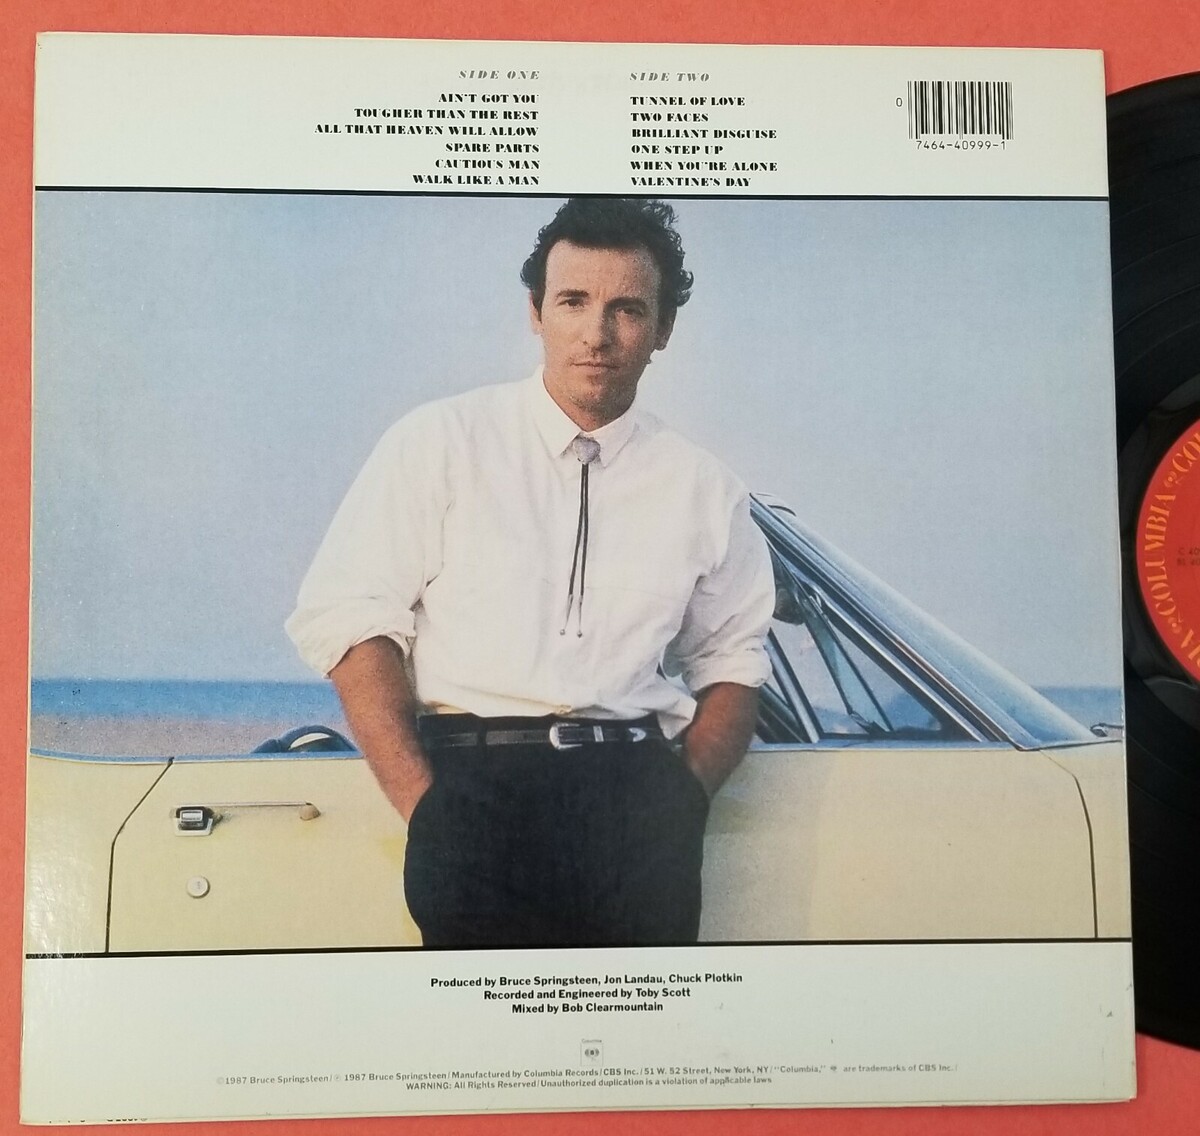 SIDE ONE
AIN'T GOT YOU
TOUGHER THAN THE REST
ALL THAT HEAVEN WILL ALLOW
SPARE PARTS
CAUTIOUS MAN
WALK LIKE A MAN
SIDE TWO
TUNNEL OF LOVE
TWO FACES
BRILLIANT DISGUISE
ONE STEP UP
WHEN YOU'RE ALONE
VALENTINE'S DAY
0
7464-40999-1
COLUMBIA
Produced by Bruce Springsteen, Jon Landau, Chuck Plotkin
Recorded and Engineered by Toby Scott
Mixed by Bob Clearmountain
Columbia
©1987 Bruce Springsteen/℗ 1987 Bruce Springsteen/Manufactured by Columbia Records/CBS Inc./51 W. 52 Street, New York, NY/"Columbia," are trademarks of CBS Inc./
WARNING: All Rights Reserved/Unauthorized duplication is a violation of applicable laws